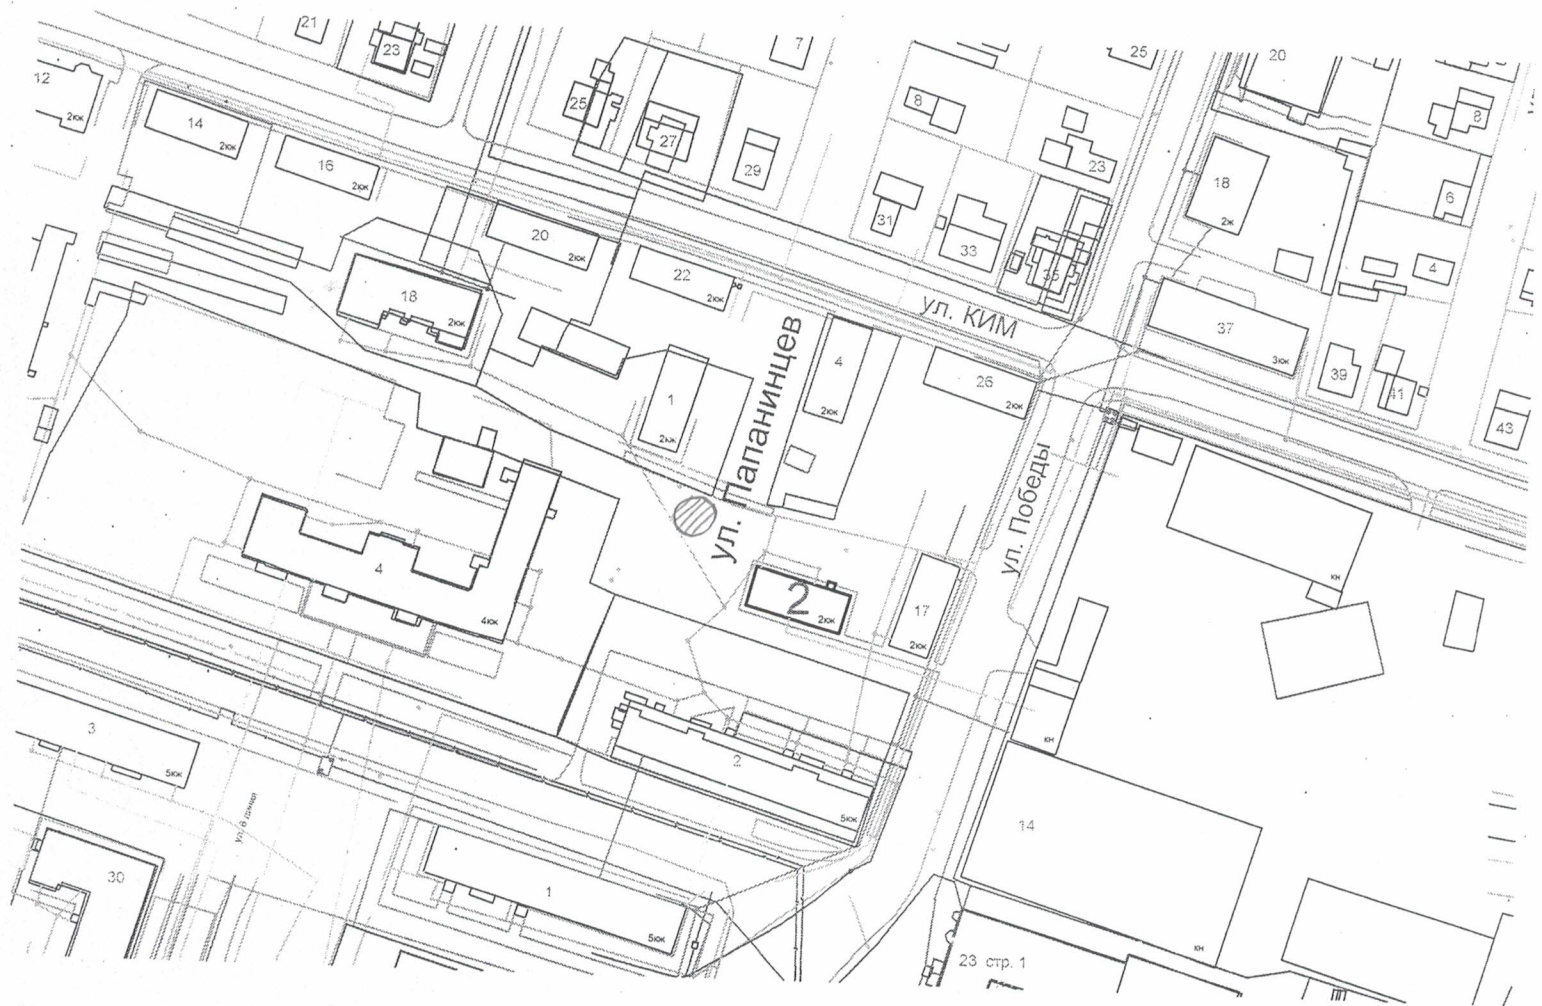 21
23
7
25
20
12
2кж
14
2кж
16
2кж
25
27
29
8
23
8
18
2ж
6
31
33
35
4
20
2кж
22
2кж
18
2кж
ул. КИМ
37
3кж
39
41
43
1
2кж
4
2кж
26
2кж
ул. Папанинцев
ул. Победы
кн
4
4кж
2
2кж
17
2кж
кн
3
5кж
2
5кж
14
кн
30
1
5кж
23 стр. 1